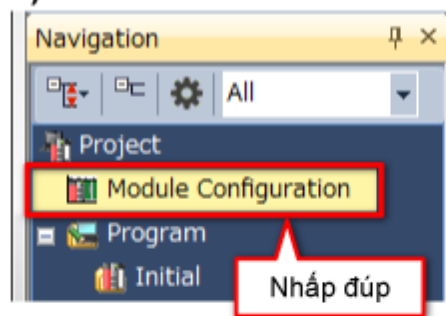 Navigation
All
Project
Module Configuration
Program
Initial
Nhấp đúp